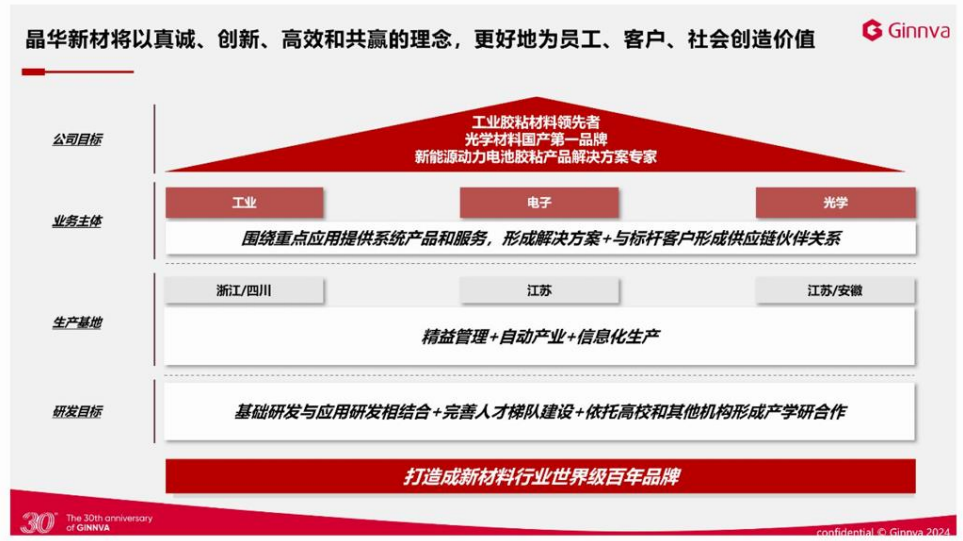 晶华新材将以真诚、创新、高效和共赢的理念，更好地为员工、客户、社会创造价值
Ginnva
公司目标
工业胶粘材料领先者
光学材料国产第一品牌
新能源动力电池胶粘产品解决方案专家
业务主体
工业
电子
光学
围绕重点应用提供系统产品和服务，形成解决方案+与标杆客户形成供应链伙伴关系
生产基地
浙江/四川
江苏
江苏/安徽
精益管理+自动产业+信息化生产
研发目标
基础研发与应用研发相结合+完善人才梯队建设+依托高校和其他机构形成产学研合作
打造成新材料行业世界级百年品牌
30
The 30th anniversary
of GINNVA
confidential © Ginnva 2024